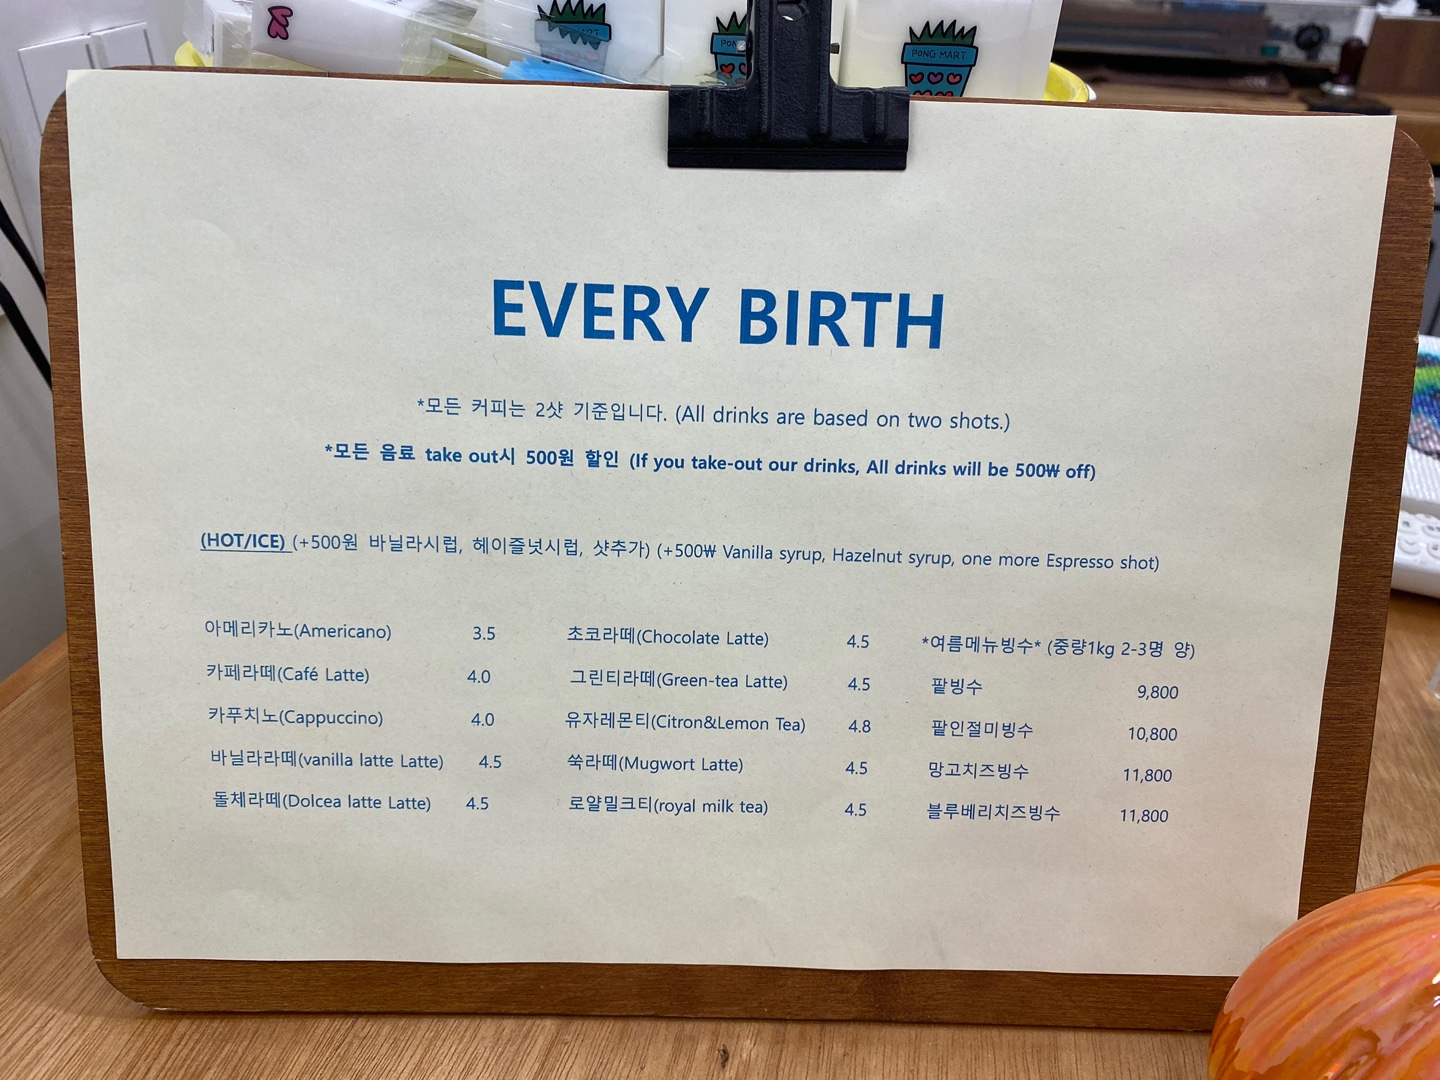 PONG MART
EVERY BIRTH
*모든 커피는 2샷 기준입니다. (All drinks are based on two shots.)
*모든 음료 take out시 500원 할인 (If you take-out our drinks, All drinks will be 500₩ off)
(HOT/ICE) (+500원 바닐라시럽, 헤이즐넛시럽, 샷추가) (+500₩ Vanilla syrup, Hazelnut syrup, one more Espresso shot)
아메리카노(Americano) 3.5
카페라떼(Café Latte) 4.0
카푸치노(Cappuccino) 4.0
바닐라라떼(vanilla latte Latte) 4.5
돌체라떼(Dolcea latte Latte) 4.5
초코라떼(Chocolate Latte) 4.5
그린티라떼(Green-tea Latte) 4.5
유자레몬티(Citron&Lemon Tea) 4.8
쑥라떼(Mugwort Latte) 4.5
로얄밀크티(royal milk tea) 4.5
*여름메뉴빙수* (중량1kg 2-3명 양)
팥빙수 9,800
팥인절미빙수 10,800
망고치즈빙수 11,800
블루베리치즈빙수 11,800